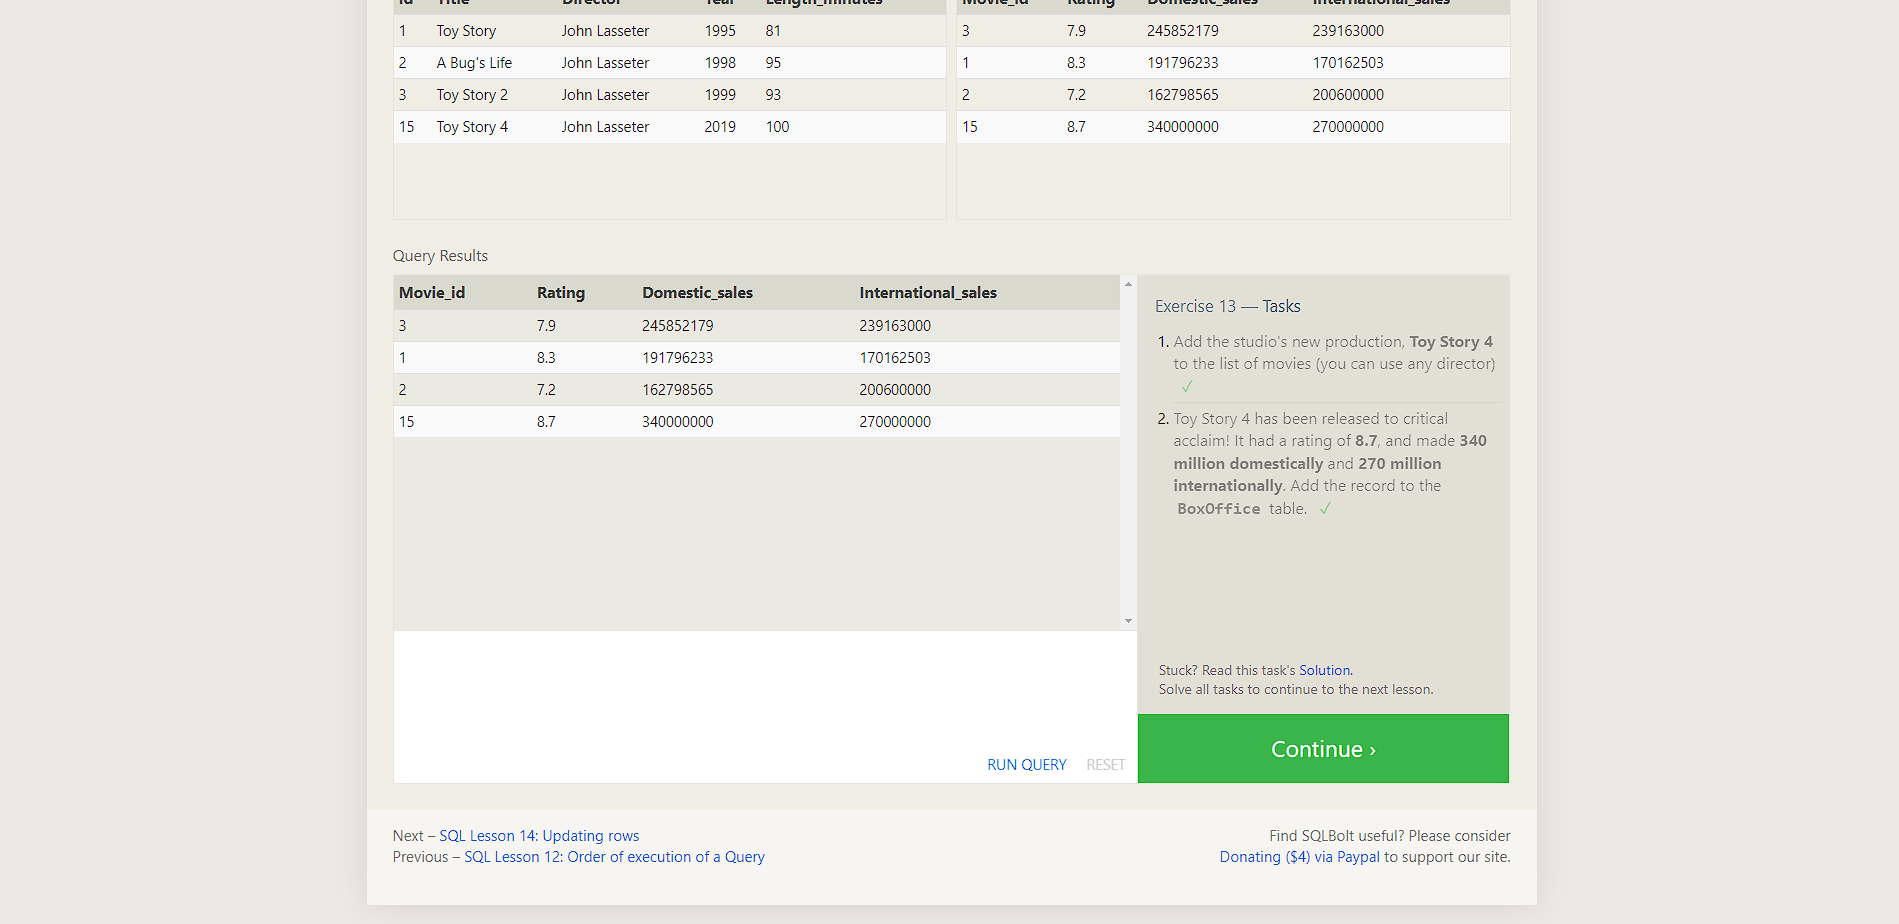 Id Title Director Year Length_minutes
1 Toy Story John Lasseter 1995 81
2 A Bug's Life John Lasseter 1998 95
3 Toy Story 2 John Lasseter 1999 93
15 Toy Story 4 John Lasseter 2019 100
Movie_id Rating Domestic_sales International_sales
3 7.9 245852179 239163000
1 8.3 191796233 170162503
2 7.2 162798565 200600000
15 8.7 340000000 270000000
Query Results
Movie_id Rating Domestic_sales International_sales
3 7.9 245852179 239163000
1 8.3 191796233 170162503
2 7.2 162798565 200600000
15 8.7 340000000 270000000
RUN QUERY RESET
Exercise 13 — Tasks
1. Add the studio's new production, Toy Story 4
to the list of movies (you can use any director)
✓
2. Toy Story 4 has been released to critical
acclaim! It had a rating of 8.7, and made 340
million domestically and 270 million
internationally. Add the record to the
BoxOffice table. ✓
Stuck? Read this task's Solution.
Solve all tasks to continue to the next lesson.
Continue ›
Next – SQL Lesson 14: Updating rows
Previous – SQL Lesson 12: Order of execution of a Query
Find SQLBolt useful? Please consider
Donating ($4) via Paypal to support our site.